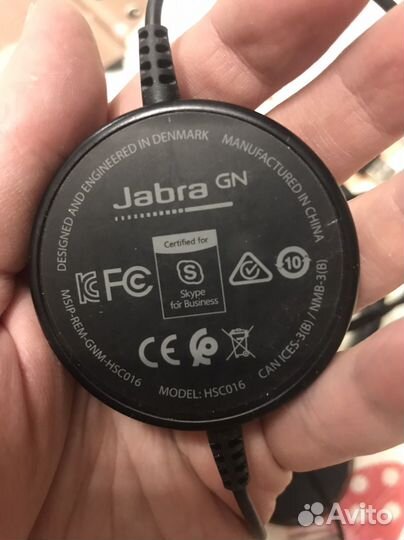 DESIGNED AND ENGINEERED IN DENMARK
MANUFACTURED IN CHINA
Jabra GN
Certified for
S
Skype
for Business
FC
10
CE
MSIP-REM-GNM-HSC016
MODEL: HSC016
CAN ICES-3(B) / NMB-3(B)
Avito